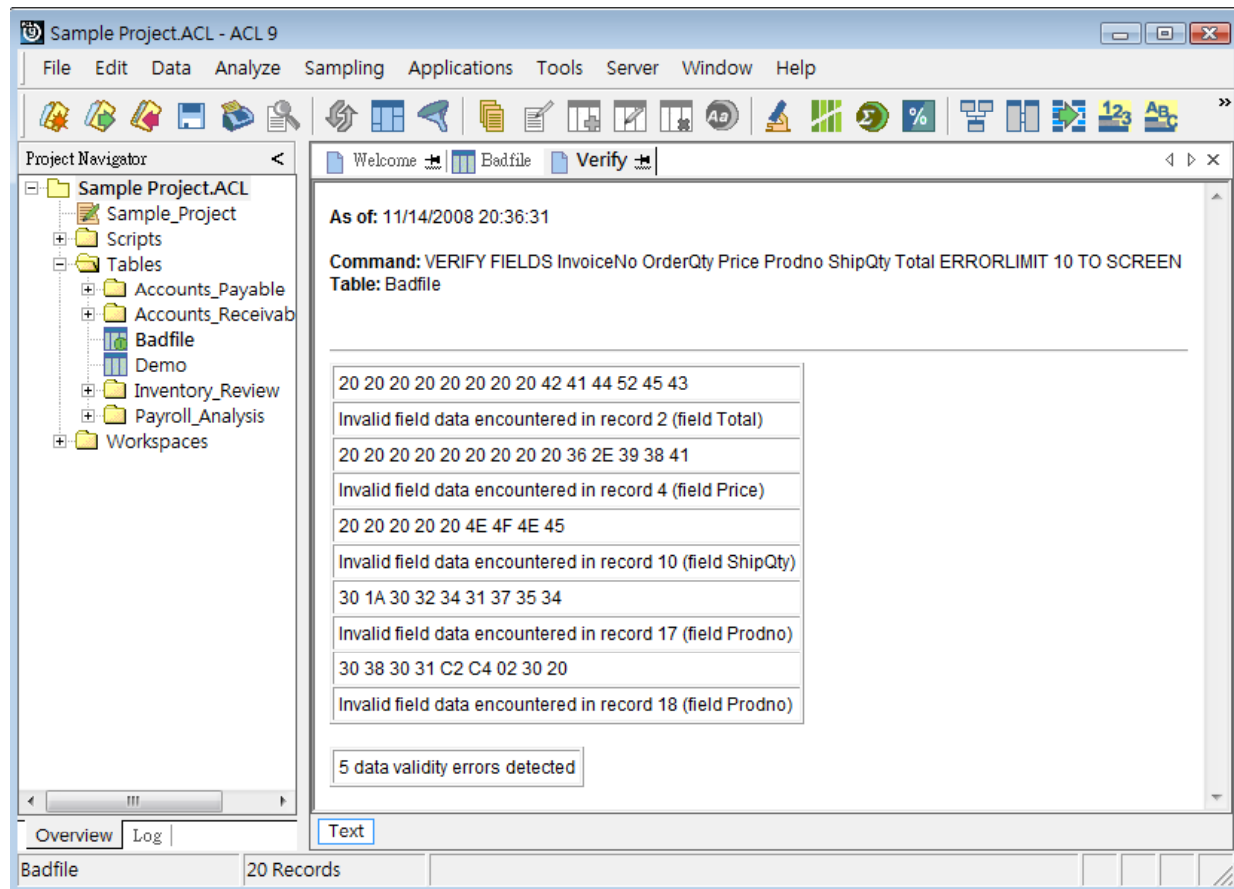 Sample Project.ACL - ACL 9
File Edit Data Analyze Sampling Applications Tools Server Window Help
Project Navigator <
Sample Project.ACL
Sample_Project
Scripts
Tables
Accounts_Payable
Accounts_Receivab
Badfile
Demo
Inventory_Review
Payroll_Analysis
Workspaces
Overview Log
Welcome Badfile Verify
As of: 11/14/2008 20:36:31
Command: VERIFY FIELDS InvoiceNo OrderQty Price Prodno ShipQty Total ERRORLIMIT 10 TO SCREEN
Table: Badfile
20 20 20 20 20 20 20 20 42 41 44 52 45 43
Invalid field data encountered in record 2 (field Total)
20 20 20 20 20 20 20 20 20 36 2E 39 38 41
Invalid field data encountered in record 4 (field Price)
20 20 20 20 20 4E 4F 4E 45
Invalid field data encountered in record 10 (field ShipQty)
30 1A 30 32 34 31 37 35 34
Invalid field data encountered in record 17 (field Prodno)
30 38 30 31 C2 C4 02 30 20
Invalid field data encountered in record 18 (field Prodno)
5 data validity errors detected
Text
Badfile 20 Records